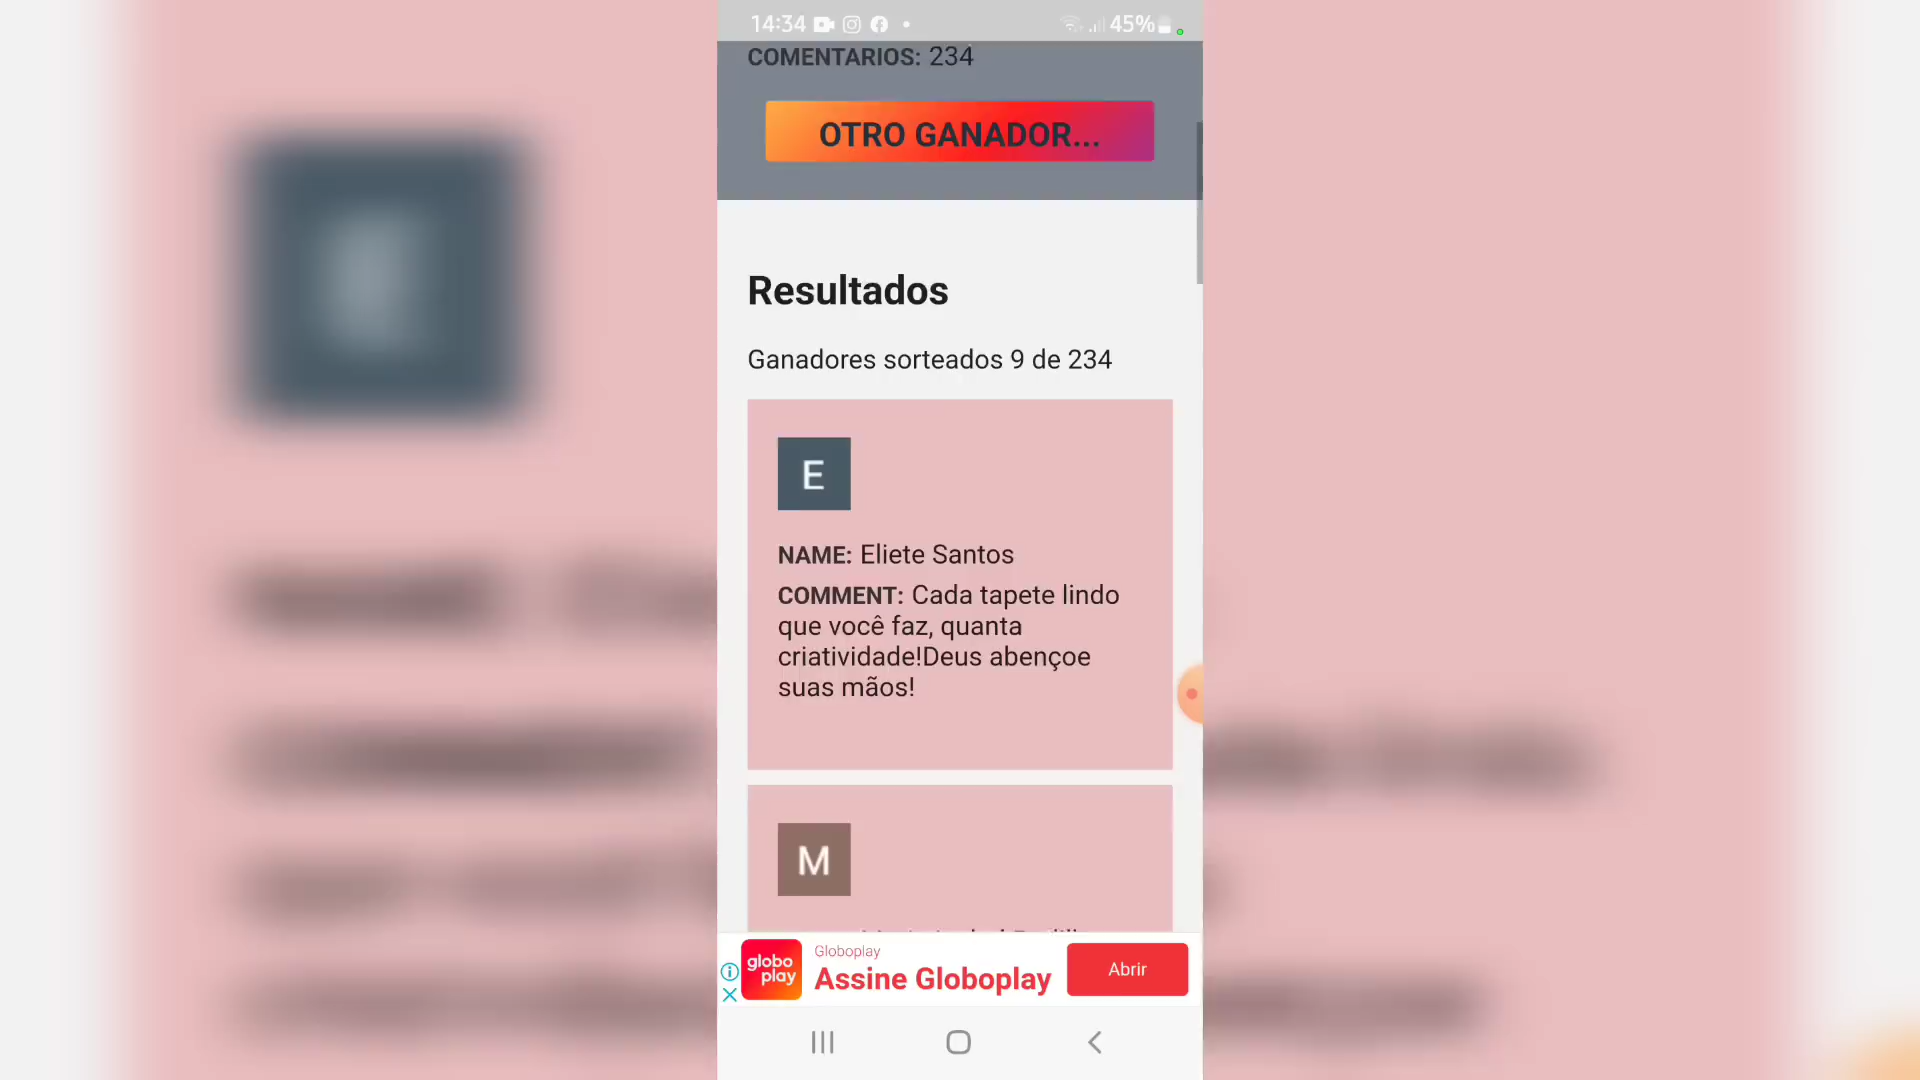 14:34
45%
COMENTARIOS: 234
OTRO GANADOR...
Resultados
Ganadores sorteados 9 de 234
E
NAME: Eliete Santos
COMMENT: Cada tapete lindo
que você faz, quanta
criatividade!Deus abençoe
suas mãos!
M
globo
play
Globoplay
Assine Globoplay
Abrir